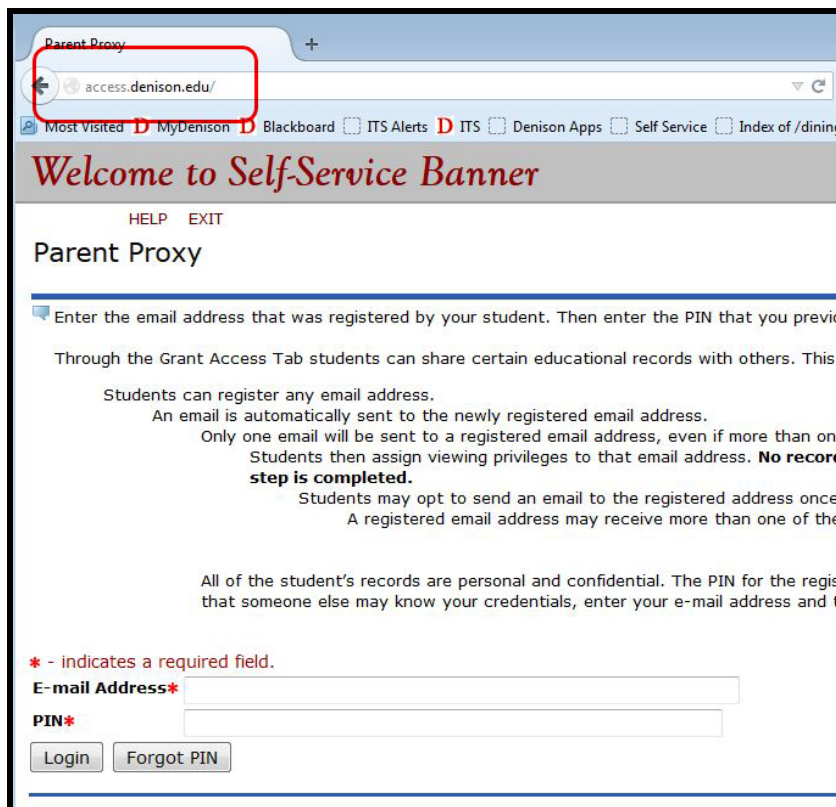 Parent Proxy
access.denison.edu/
Most Visited D MyDenison D Blackboard ITS Alerts D ITS Denison Apps Self Service Index of /dining
Welcome to Self-Service Banner
HELP EXIT
Parent Proxy
Enter the email address that was registered by your student. Then enter the PIN that you previ
Through the Grant Access Tab students can share certain educational records with others. This
Students can register any email address.
An email is automatically sent to the newly registered email address.
Only one email will be sent to a registered email address, even if more than on
Students then assign viewing privileges to that email address. No recor
step is completed.
Students may opt to send an email to the registered address once
A registered email address may receive more than one of the
All of the student's records are personal and confidential. The PIN for the regis
that someone else may know your credentials, enter your e-mail address and
* - indicates a required field.
E-mail Address*
PIN*
Login Forgot PIN